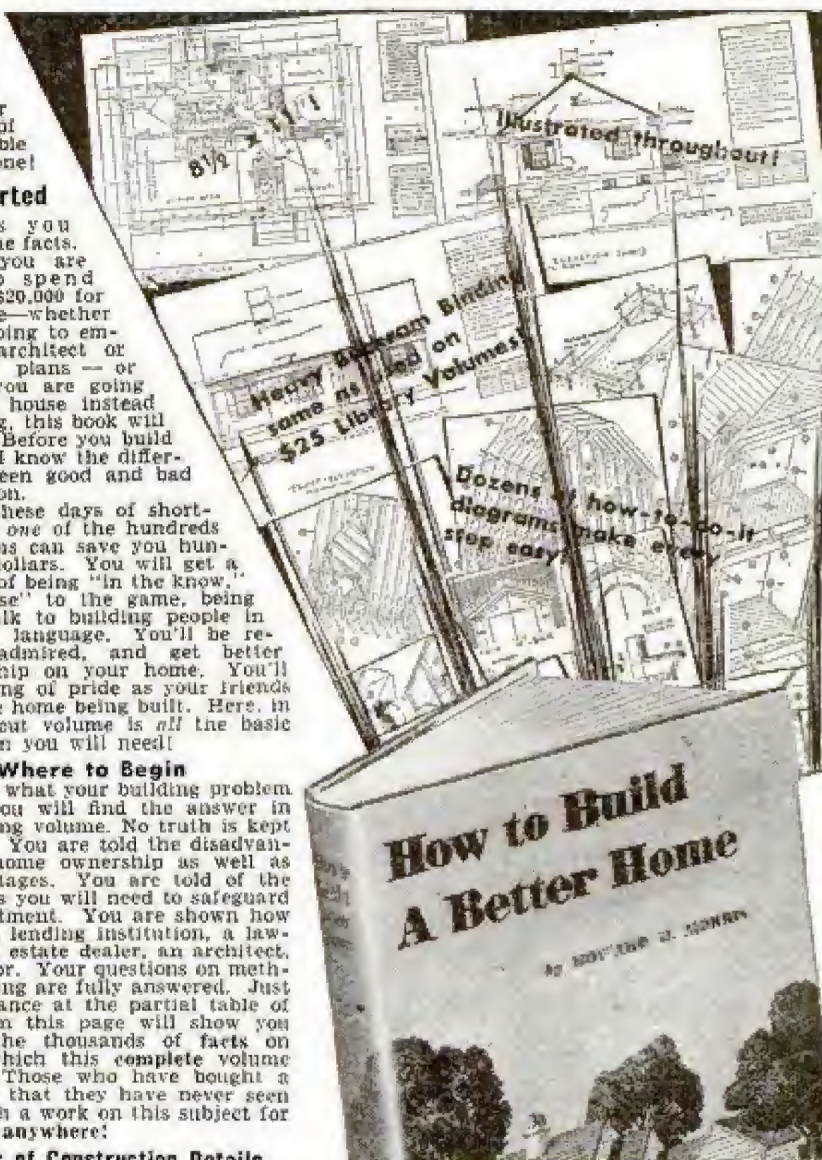 r
of
ble
one!
rted
s you
he facts.
you are
o spend
$20,000 for
e—whether
oing to em-
architect or
plans — or
you are going
house instead
g, this book will
Before you build
l know the differ-
een good and bad
on.
hese days of short-
one of the hundreds
ns can save you hun-
dollars. You will get a
of being "in the know,"
se" to the game, being
lk to building people in
language. You'll be re-
admired, and get better
hip on your home. You'll
ng of pride as your friends
e home being built. Here, in
cut volume is all the basic
n you will need!
Where to Begin
what your building problem
ou will find the answer in
ng volume. No truth is kept
You are told the disadvan-
ome ownership as well as
tages. You are told of the
s you will need to safeguard
tment. You are shown how
lending institution, a law-
estate dealer, an architect,
or. Your questions on meth-
ing are fully answered. Just
ance at the partial table of
n this page will show you
he thousands of facts on
hich this complete volume
Those who have bought a
that they have never seen
h a work on this subject for
anywhere!
of Construction Details
8½ x 11"!
Illustrated throughout!
Heavy Buckram Binding
same as used on
$25 Library Volumes!
Dozens of how-to-do-it
diagrams make every
step easy!
How to Build
A Better Home
by MORRIS